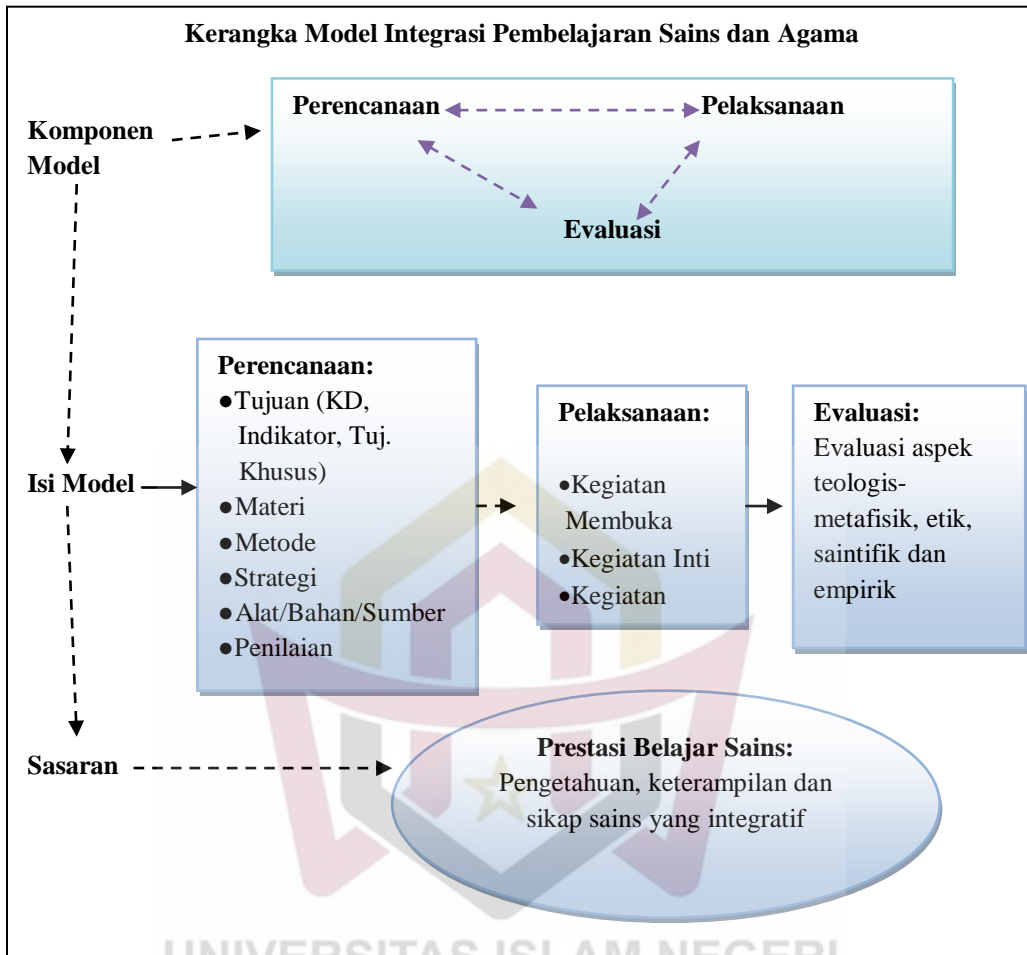 Kerangka Model Integrasi Pembelajaran Sains dan Agama
Komponen
Model
Perencanaan
Pelaksanaan
Evaluasi
Isi Model
Perencanaan:
●Tujuan (KD,
Indikator, Tuj.
Khusus)
●Materi
●Metode
●Strategi
●Alat/Bahan/Sumber
●Penilaian
Pelaksanaan:
●Kegiatan
Membuka
●Kegiatan Inti
●Kegiatan
Evaluasi:
Evaluasi aspek
teologis-
metafisik, etik,
saintifik dan
empirik
Sasaran
Prestasi Belajar Sains:
Pengetahuan, keterampilan dan
sikap sains yang integratif
UNIVERSITAS ISLAM NEGERI